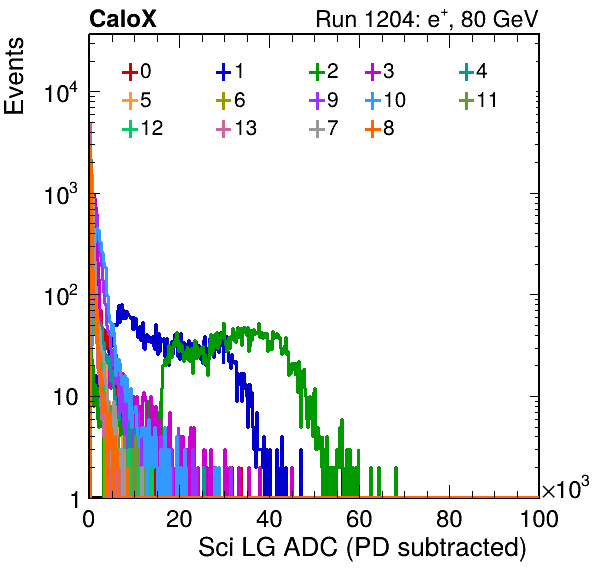 CaloX Run 1204: e⁺, 80 GeV
Events
0 1 2 3 4
5 6 9 10 11
12 13 7 8
10⁴
10³
10²
10
1
0 20 40 60 80 100
×10³
Sci LG ADC (PD subtracted)